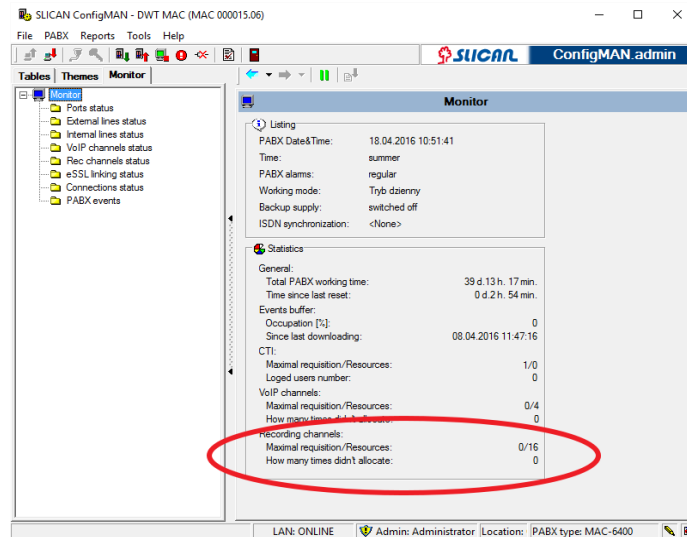 SLICAN ConfigMAN - DWT MAC (MAC 000015.06)
File PABX Reports Tools Help
SLICAN ConfigMAN.admin
Tables Themes Monitor
Monitor
Ports status
External lines status
Internal lines status
VoIP channels status
Rec channels status
eSSL linking status
Connections status
PABX events
Monitor
Listing
PABX Date&Time: 18.04.2016 10:51:41
Time: summer
PABX alarms: regular
Working mode: Tryb dzienny
Backup supply: switched off
ISDN synchronization: <None>
Statistics
General:
Total PABX working time: 39 d.13 h. 17 min.
Time since last reset: 0 d.2 h. 54 min.
Events buffer:
Occupation [%]: 0
Since last downloading: 08.04.2016 11:47:16
CTI:
Maximal requisition/Resources: 1/0
Loged users number: 0
VoIP channels:
Maximal requisition/Resources: 0/4
How many times didn't allocate: 0
Recording channels:
Maximal requisition/Resources: 0/16
How many times didn't allocate: 0
LAN: ONLINE Admin: Administrator Location: PABX type: MAC-6400